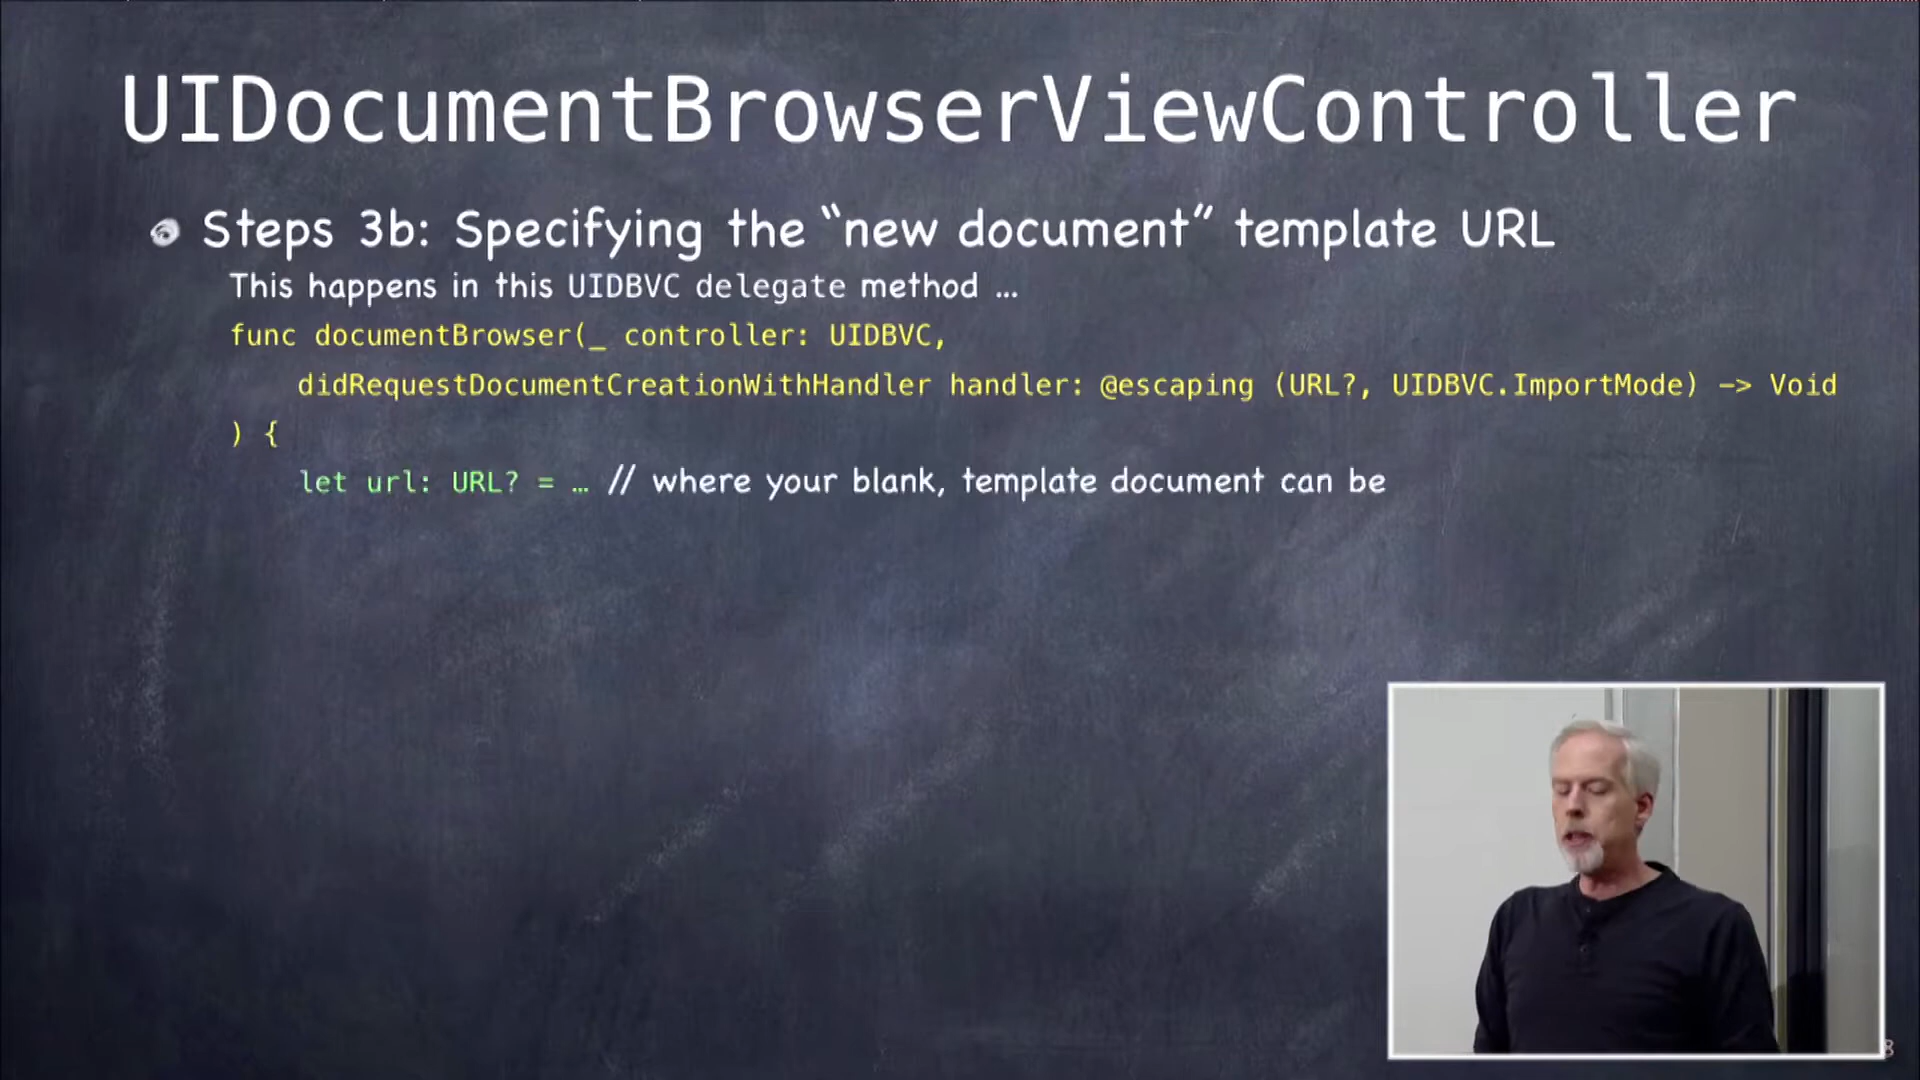 UIDocumentBrowserViewController
Steps 3b: Specifying the “new document” template URL
This happens in this UIDBVC delegate method …
func documentBrowser(_ controller: UIDBVC,
didRequestDocumentCreationWithHandler handler: @escaping (URL?, UIDBVC.ImportMode) -> Void
) {
let url: URL? = … // where your blank, template document can be
8